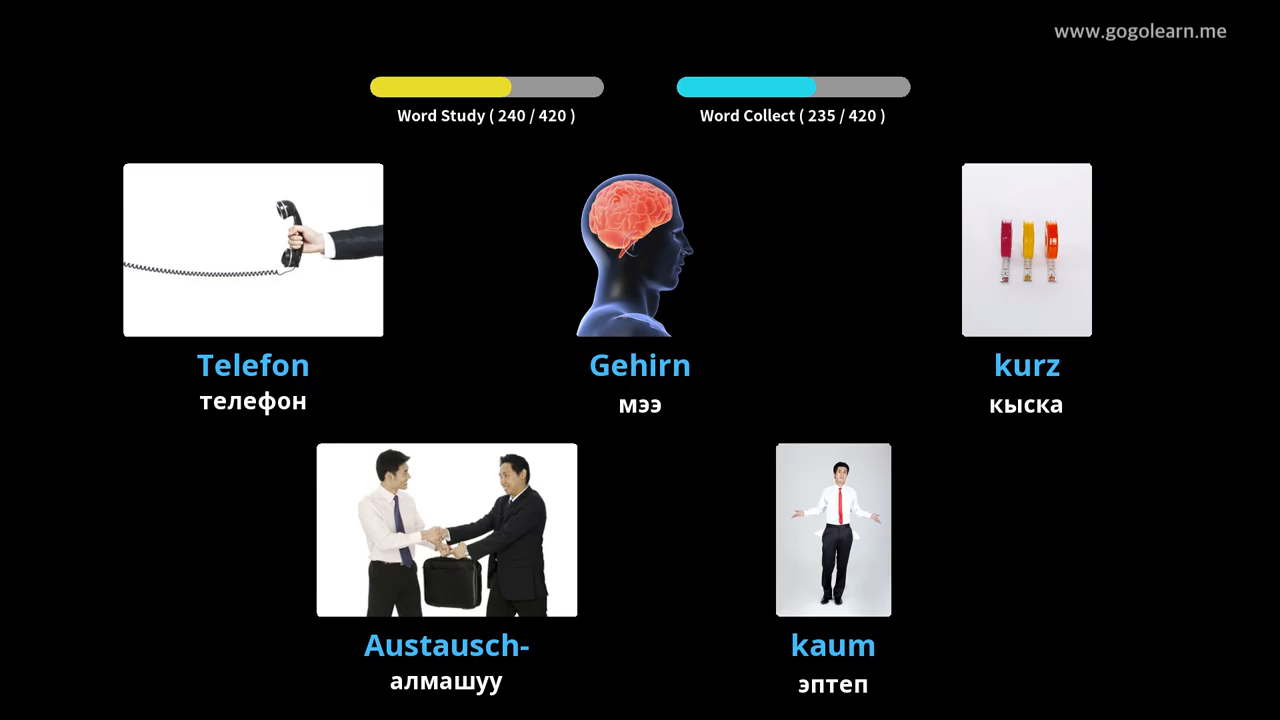 www.gogolearn.me
Word Study ( 240 / 420 )
Word Collect ( 235 / 420 )
Telefon
телефон
Gehirn
мээ
kurz
кыска
Austausch-
алмашуу
kaum
эптеп